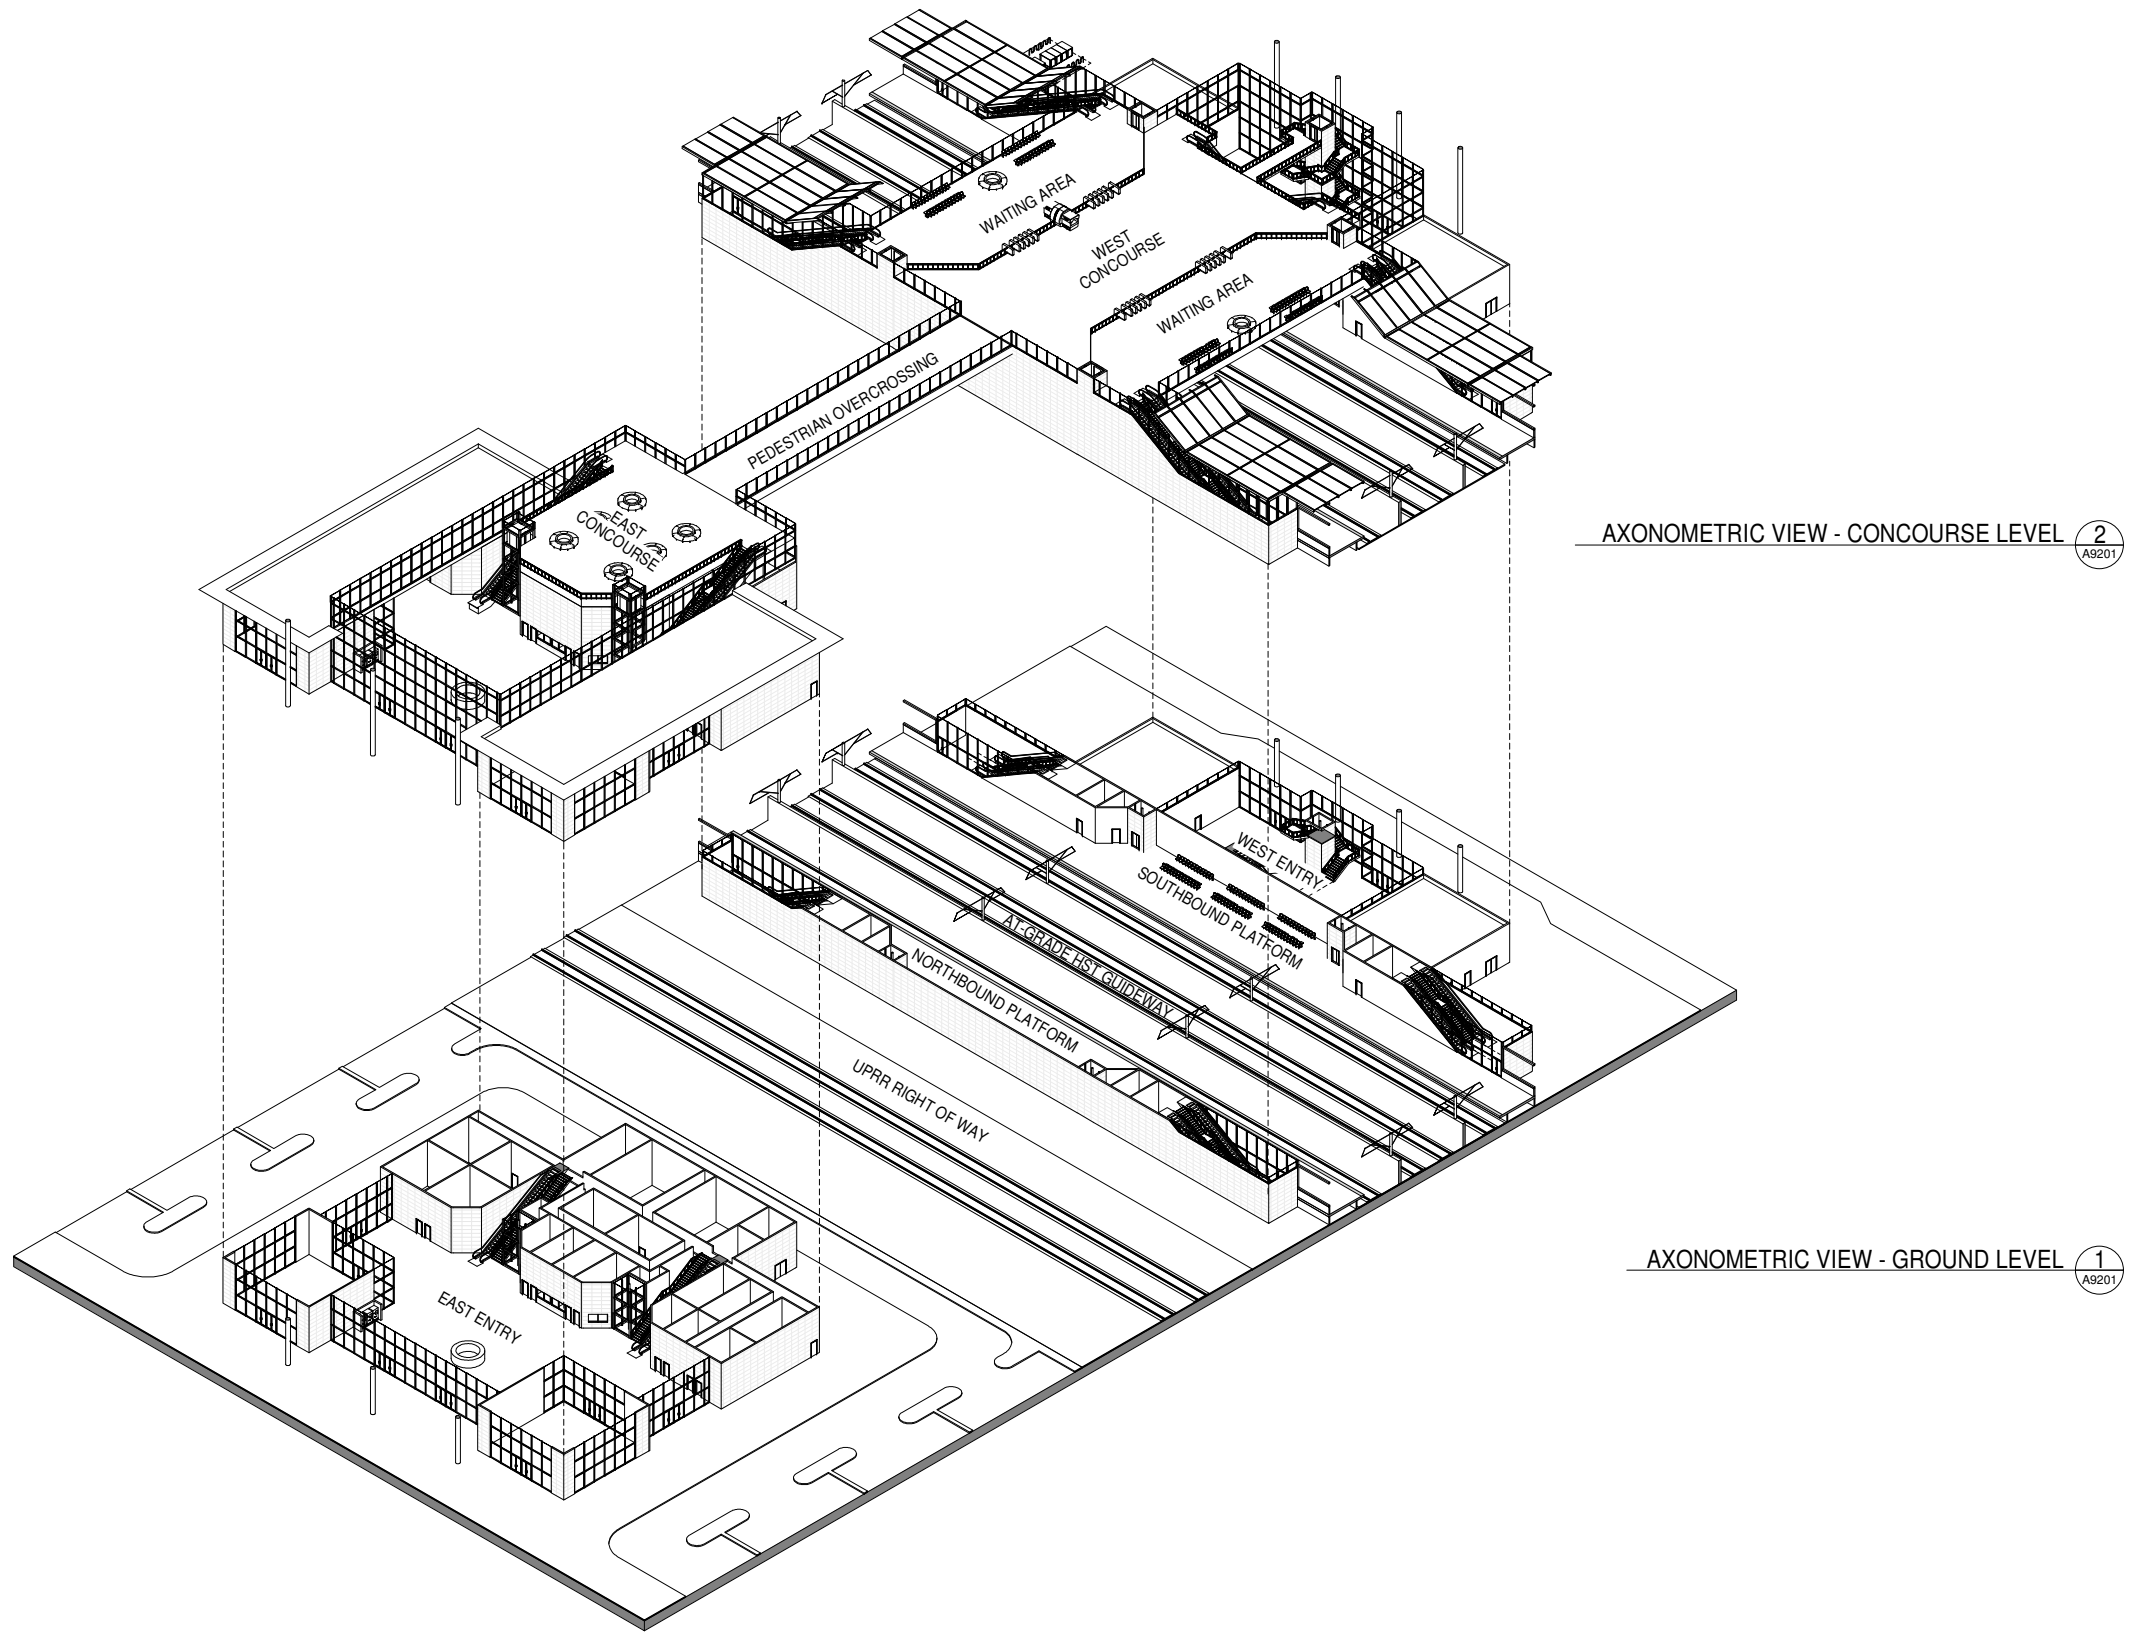 WAITING AREA
WEST
CONCOURSE
WAITING AREA
PEDESTRIAN OVERCROSSING
EAST
CONCOURSE
AXONOMETRIC VIEW - CONCOURSE LEVEL
2
A9201
WEST ENTRY
SOUTHBOUND PLATFORM
AT-GRADE HST GUIDEWAY
NORTHBOUND PLATFORM
UPRR RIGHT OF WAY
EAST ENTRY
AXONOMETRIC VIEW - GROUND LEVEL
1
A9201